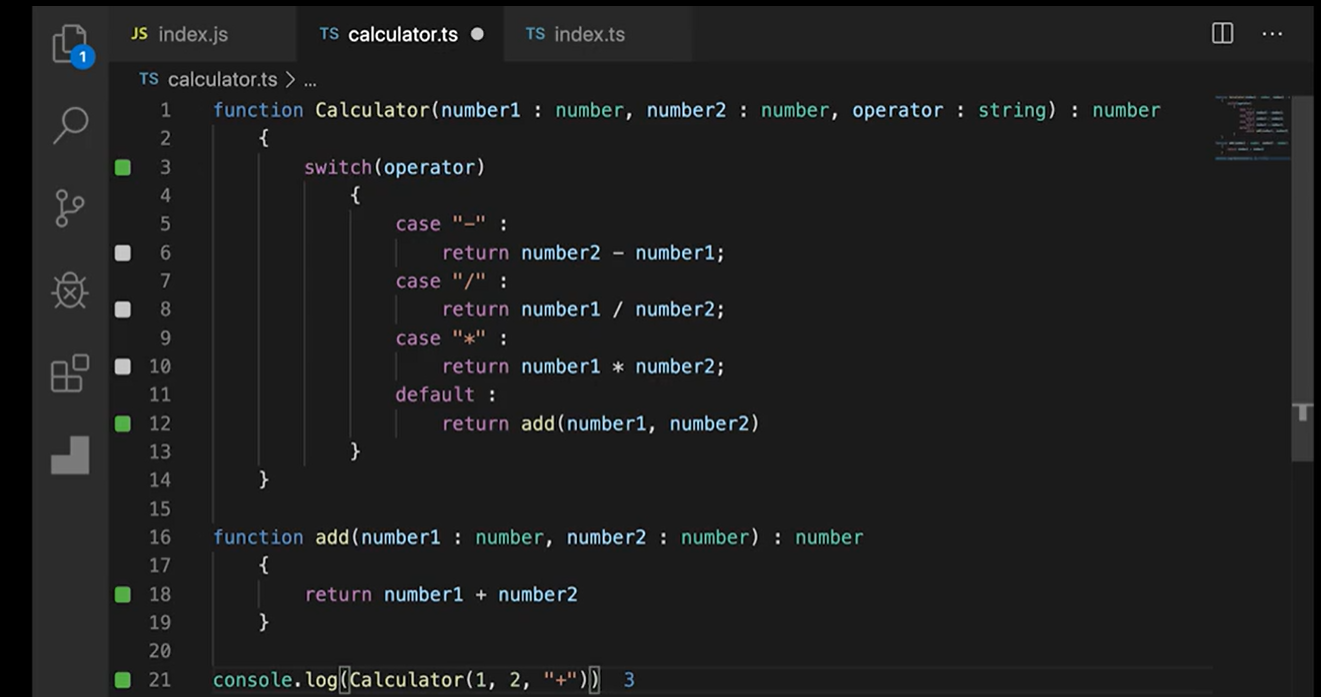 JS index.js TS calculator.ts TS index.ts ...
1
TS calculator.ts > ...
1 function Calculator(number1 : number, number2 : number, operator : string) : number
2 {
3 switch(operator)
4 {
5 case "-" :
6 return number2 - number1;
7 case "/" :
8 return number1 / number2;
9 case "*" :
10 return number1 * number2;
11 default :
12 return add(number1, number2)
13 }
14 }
15
16 function add(number1 : number, number2 : number) : number
17 {
18 return number1 + number2
19 }
20
21 console.log(Calculator(1, 2, "+")) 3